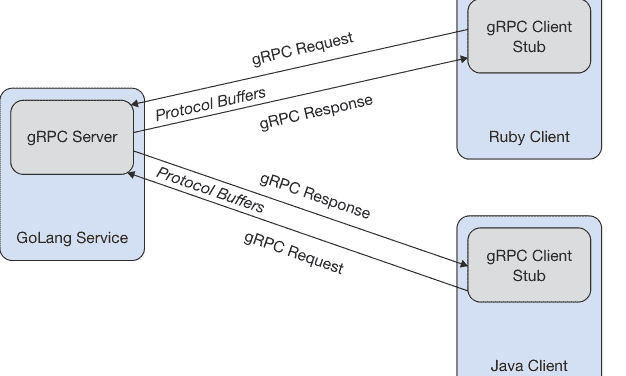 gRPC Client
Stub
Ruby Client
gRPC Request
Protocol Buffers
gRPC Response
gRPC Server
GoLang Service
gRPC Response
Protocol Buffers
gRPC Request
gRPC Client
Stub
Java Client